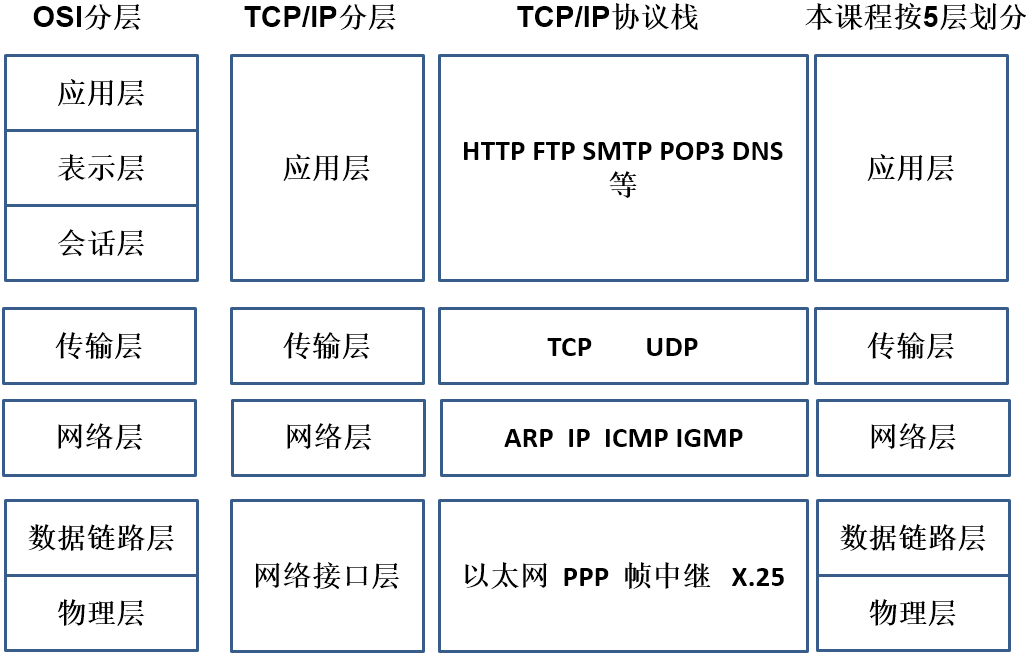 OSI分层
TCP/IP分层
TCP/IP协议栈
本课程按5层划分
应用层
表示层
会话层
应用层
HTTP FTP SMTP POP3 DNS
等
应用层
传输层
传输层
TCP UDP
传输层
网络层
网络层
ARP IP ICMP IGMP
网络层
数据链路层
物理层
网络接口层
以太网 PPP 帧中继 X.25
数据链路层
物理层